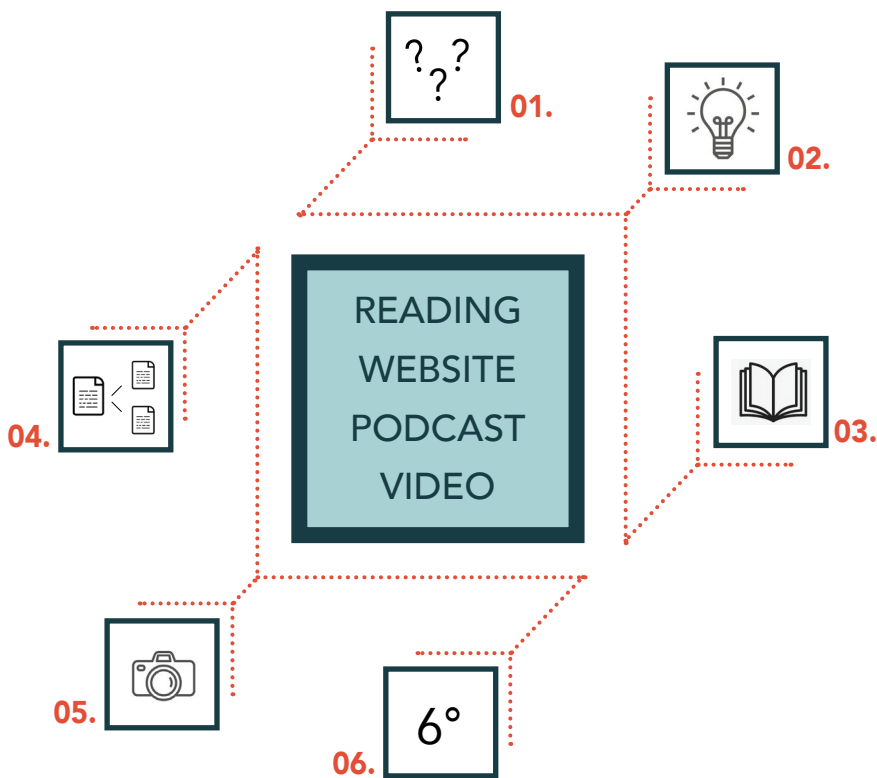 ? ? ?
01.
02.
READING
WEBSITE
PODCAST
VIDEO
03.
04.
05.
6°
06.